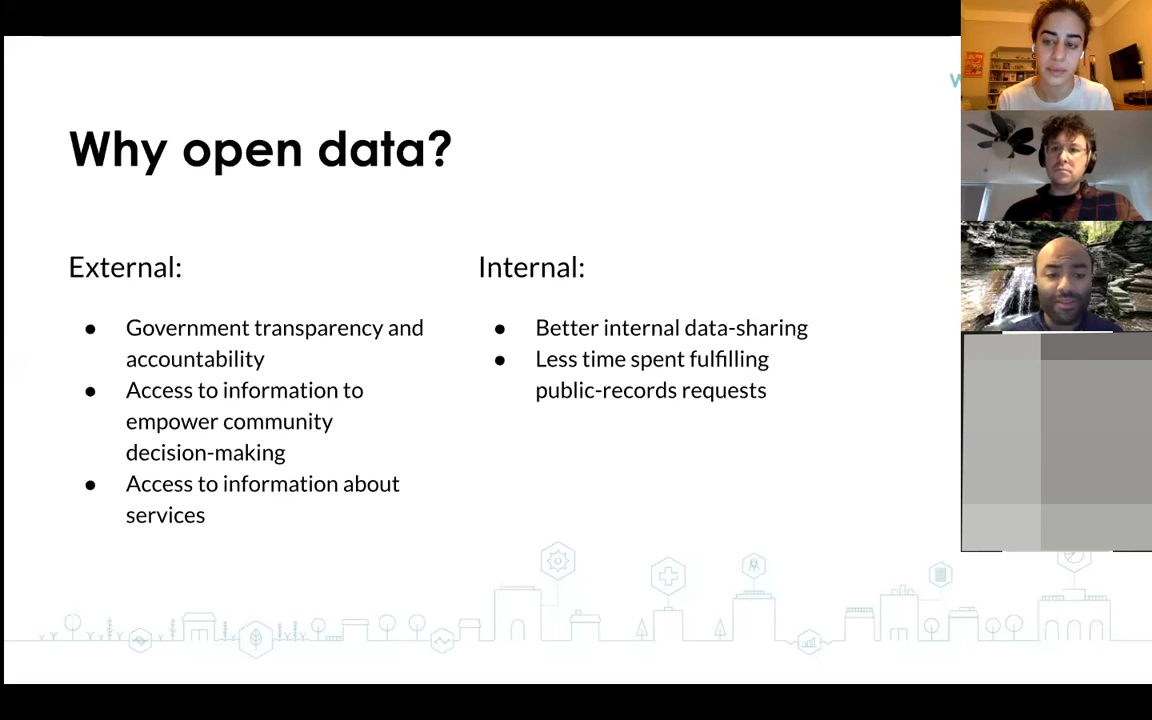 Why open data?
External:
● Government transparency and
accountability
● Access to information to
empower community
decision-making
● Access to information about
services
Internal:
● Better internal data-sharing
● Less time spent fulfilling
public-records requests